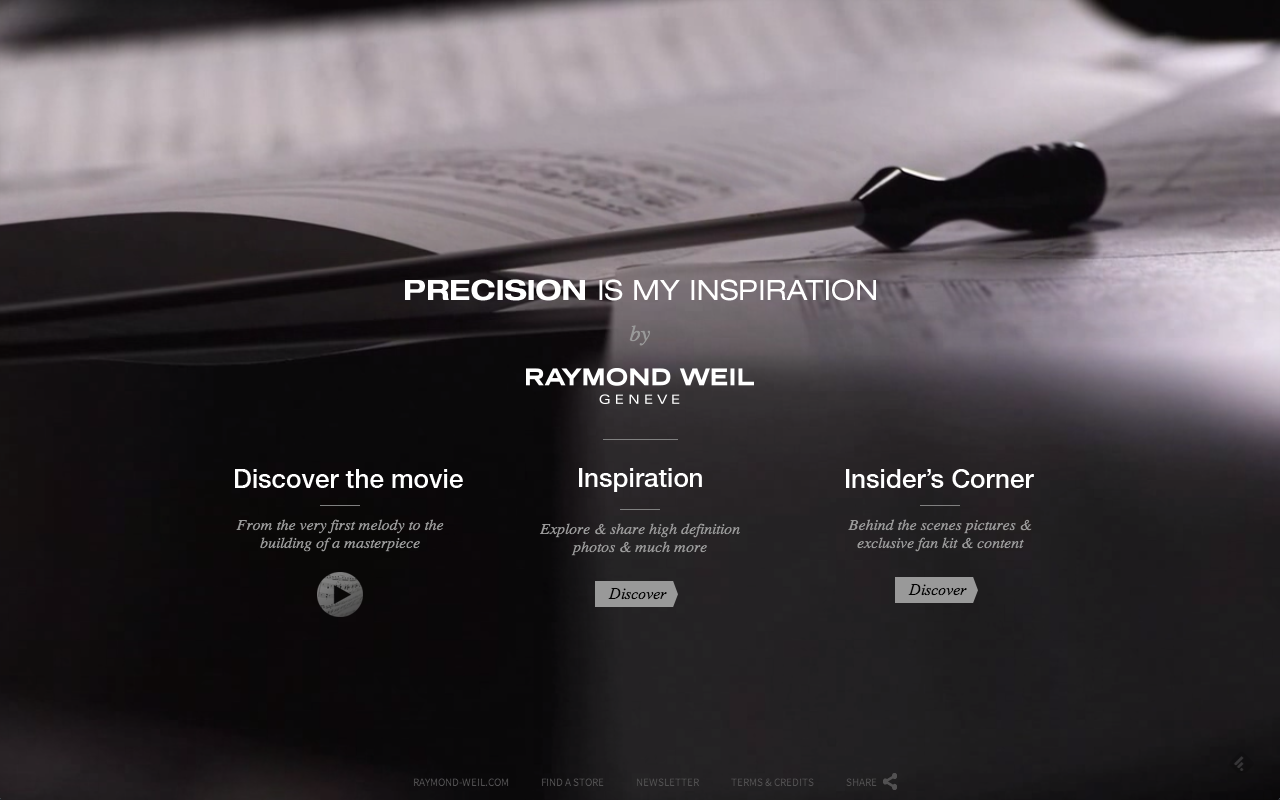 PRECISION IS MY INSPIRATION
by
RAYMOND WEIL
GENEVE
Discover the movie
From the very first melody to the
building of a masterpiece
Inspiration
Explore & share high definition
photos & much more
Discover
Insider’s Corner
Behind the scenes pictures &
exclusive fan kit & content
Discover
RAYMOND-WEIL.COM
FIND A STORE
NEWSLETTER
TERMS & CREDITS
SHARE